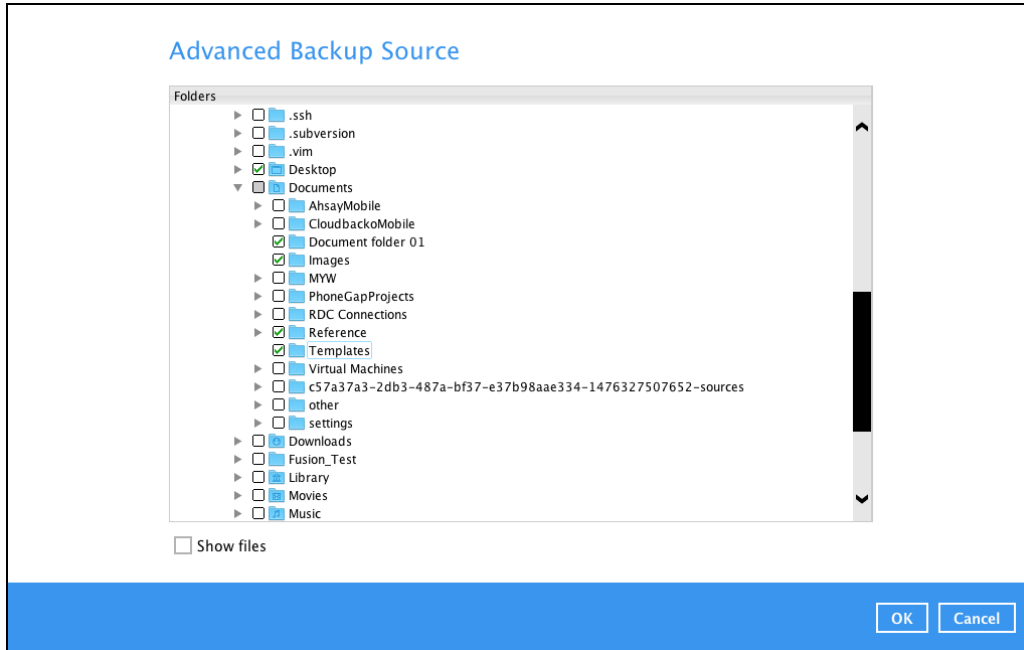 Advanced Backup Source
Folders
.ssh
.subversion
.vim
Desktop
Documents
AhsayMobile
CloudbackoMobile
Document folder 01
Images
MYW
PhoneGapProjects
RDC Connections
Reference
Templates
Virtual Machines
c57a37a3-2db3-487a-bf37-e37b98aae334-1476327507652-sources
other
settings
Downloads
Fusion_Test
Library
Movies
Music
Show files
OK Cancel